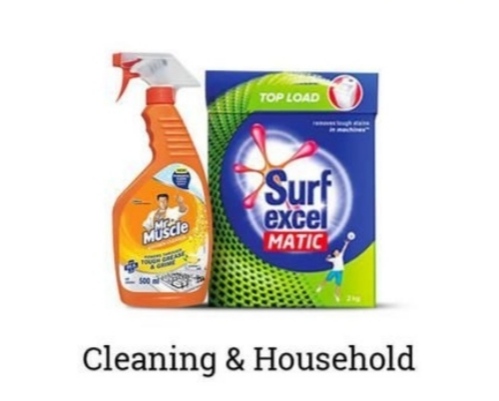 TOP LOAD
removes tough stains
in machines
Surf
excel
MATIC
2 kg
Mr
Muscle
TOUGH GREASE
& GRIME
500 ml
Cleaning & Household